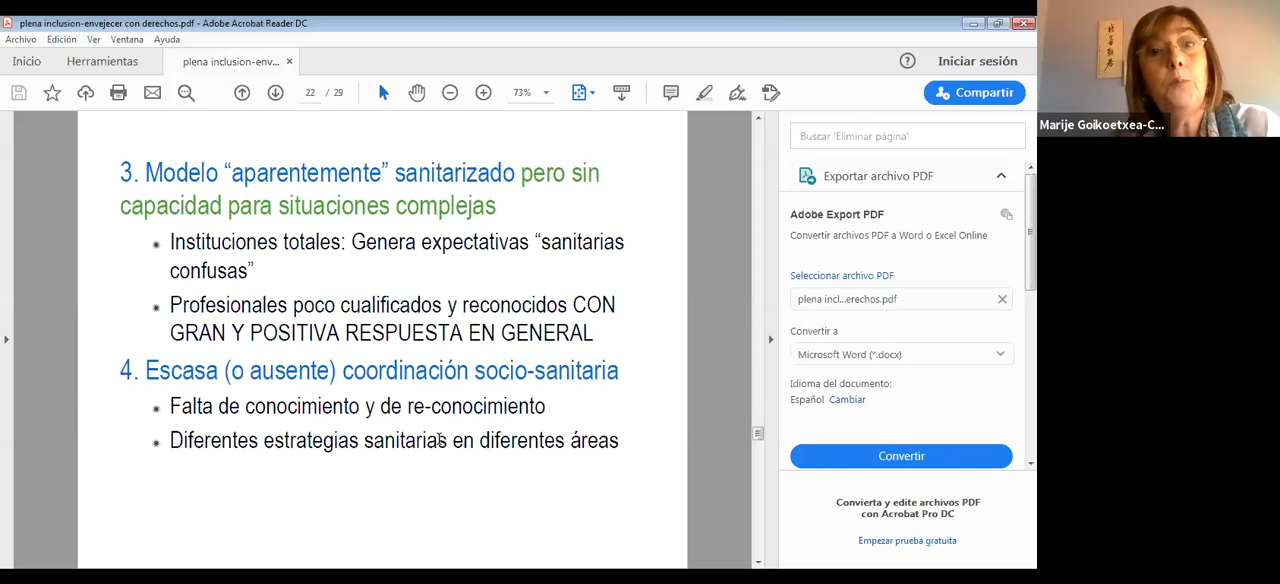 plena inclusion-envejecer con derechos.pdf - Adobe Acrobat Reader DC
Archivo Edición Ver Ventana Ayuda
Inicio Herramientas plena inclusion-env... × Iniciar sesión
22 / 29 73% Compartir
3. Modelo “aparentemente” sanitarizado pero sin
capacidad para situaciones complejas
Instituciones totales: Genera expectativas “sanitarias
confusas”
Profesionales poco cualificados y reconocidos CON
GRAN Y POSITIVA RESPUESTA EN GENERAL
4. Escasa (o ausente) coordinación socio-sanitaria
Falta de conocimiento y de re-conocimiento
Diferentes estrategias sanitarias en diferentes áreas
Buscar 'Eliminar página'
Exportar archivo PDF
Adobe Export PDF
Convertir archivos PDF a Word o Excel Online
Seleccionar archivo PDF
plena incl...erechos.pdf
Convertir a
Microsoft Word (*.docx)
Idioma del documento:
Español Cambiar
Convertir
Convierta y edite archivos PDF
con Acrobat Pro DC
Empezar prueba gratuita
Marije Goikoetxea-C...